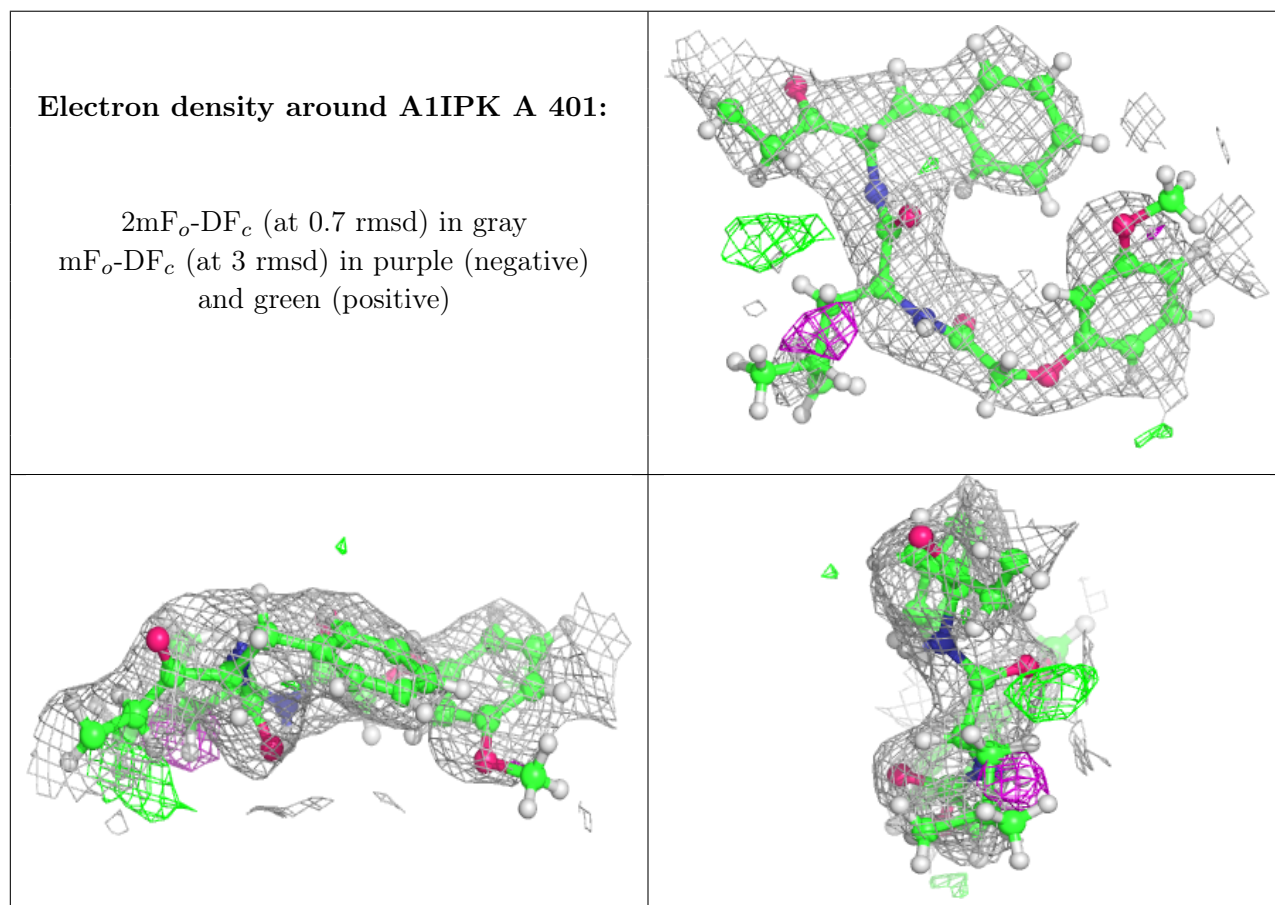 Electron density around A1IPK A 401:
2mFo-DFc (at 0.7 rmsd) in gray
mFo-DFc (at 3 rmsd) in purple (negative)
and green (positive)